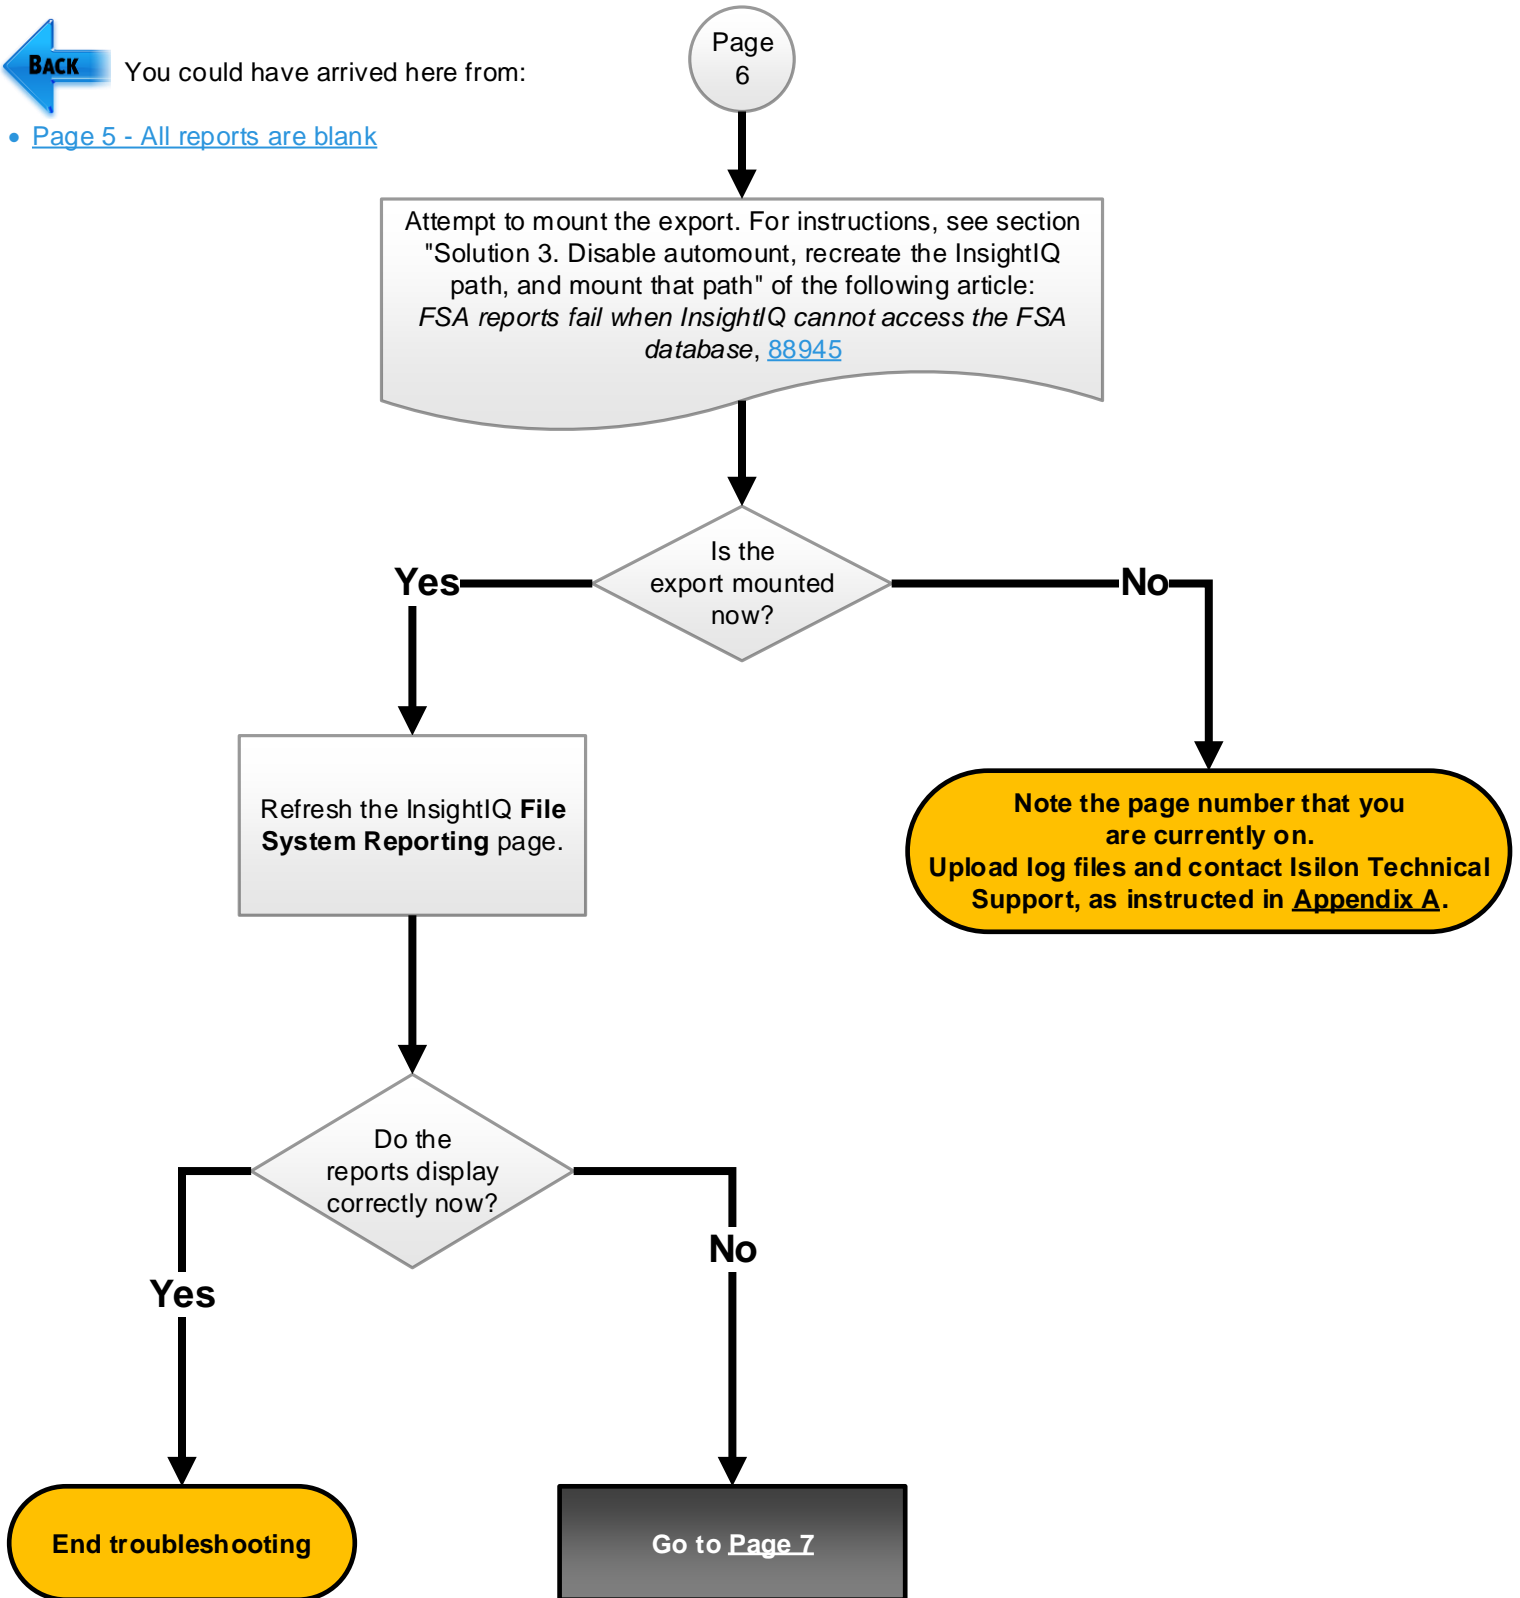 BACK
You could have arrived here from:
• Page 5 - All reports are blank
Page
6
Attempt to mount the export. For instructions, see section
"Solution 3. Disable automount, recreate the InsightIQ
path, and mount that path" of the following article:
FSA reports fail when InsightIQ cannot access the FSA
database, 88945
Is the
export mounted
now?
Yes
No
Refresh the InsightIQ File
System Reporting page.
Note the page number that you
are currently on.
Upload log files and contact Isilon Technical
Support, as instructed in Appendix A.
Do the
reports display
correctly now?
Yes
No
End troubleshooting
Go to Page 7